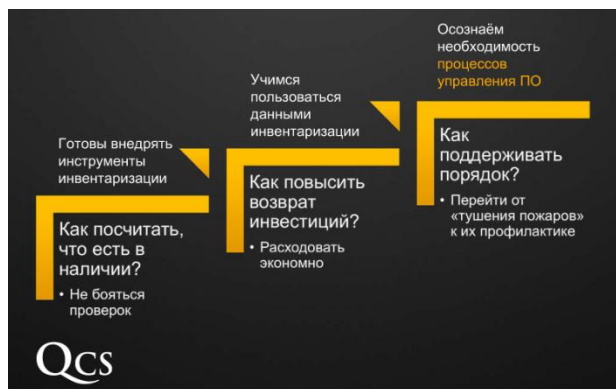 Готовы внедрять
инструменты
инвентаризации
Как посчитать,
что есть в
наличии?
• Не бояться
проверок
Учимся
пользоваться
данными
инвентаризации
Как повысить
возврат
инвестиций?
• Расходовать
экономно
Осознаём
необходимость
процессов
управления ПО
Как
поддерживать
порядок?
• Перейти от
«тушения пожаров»
к их профилактике
Qcs